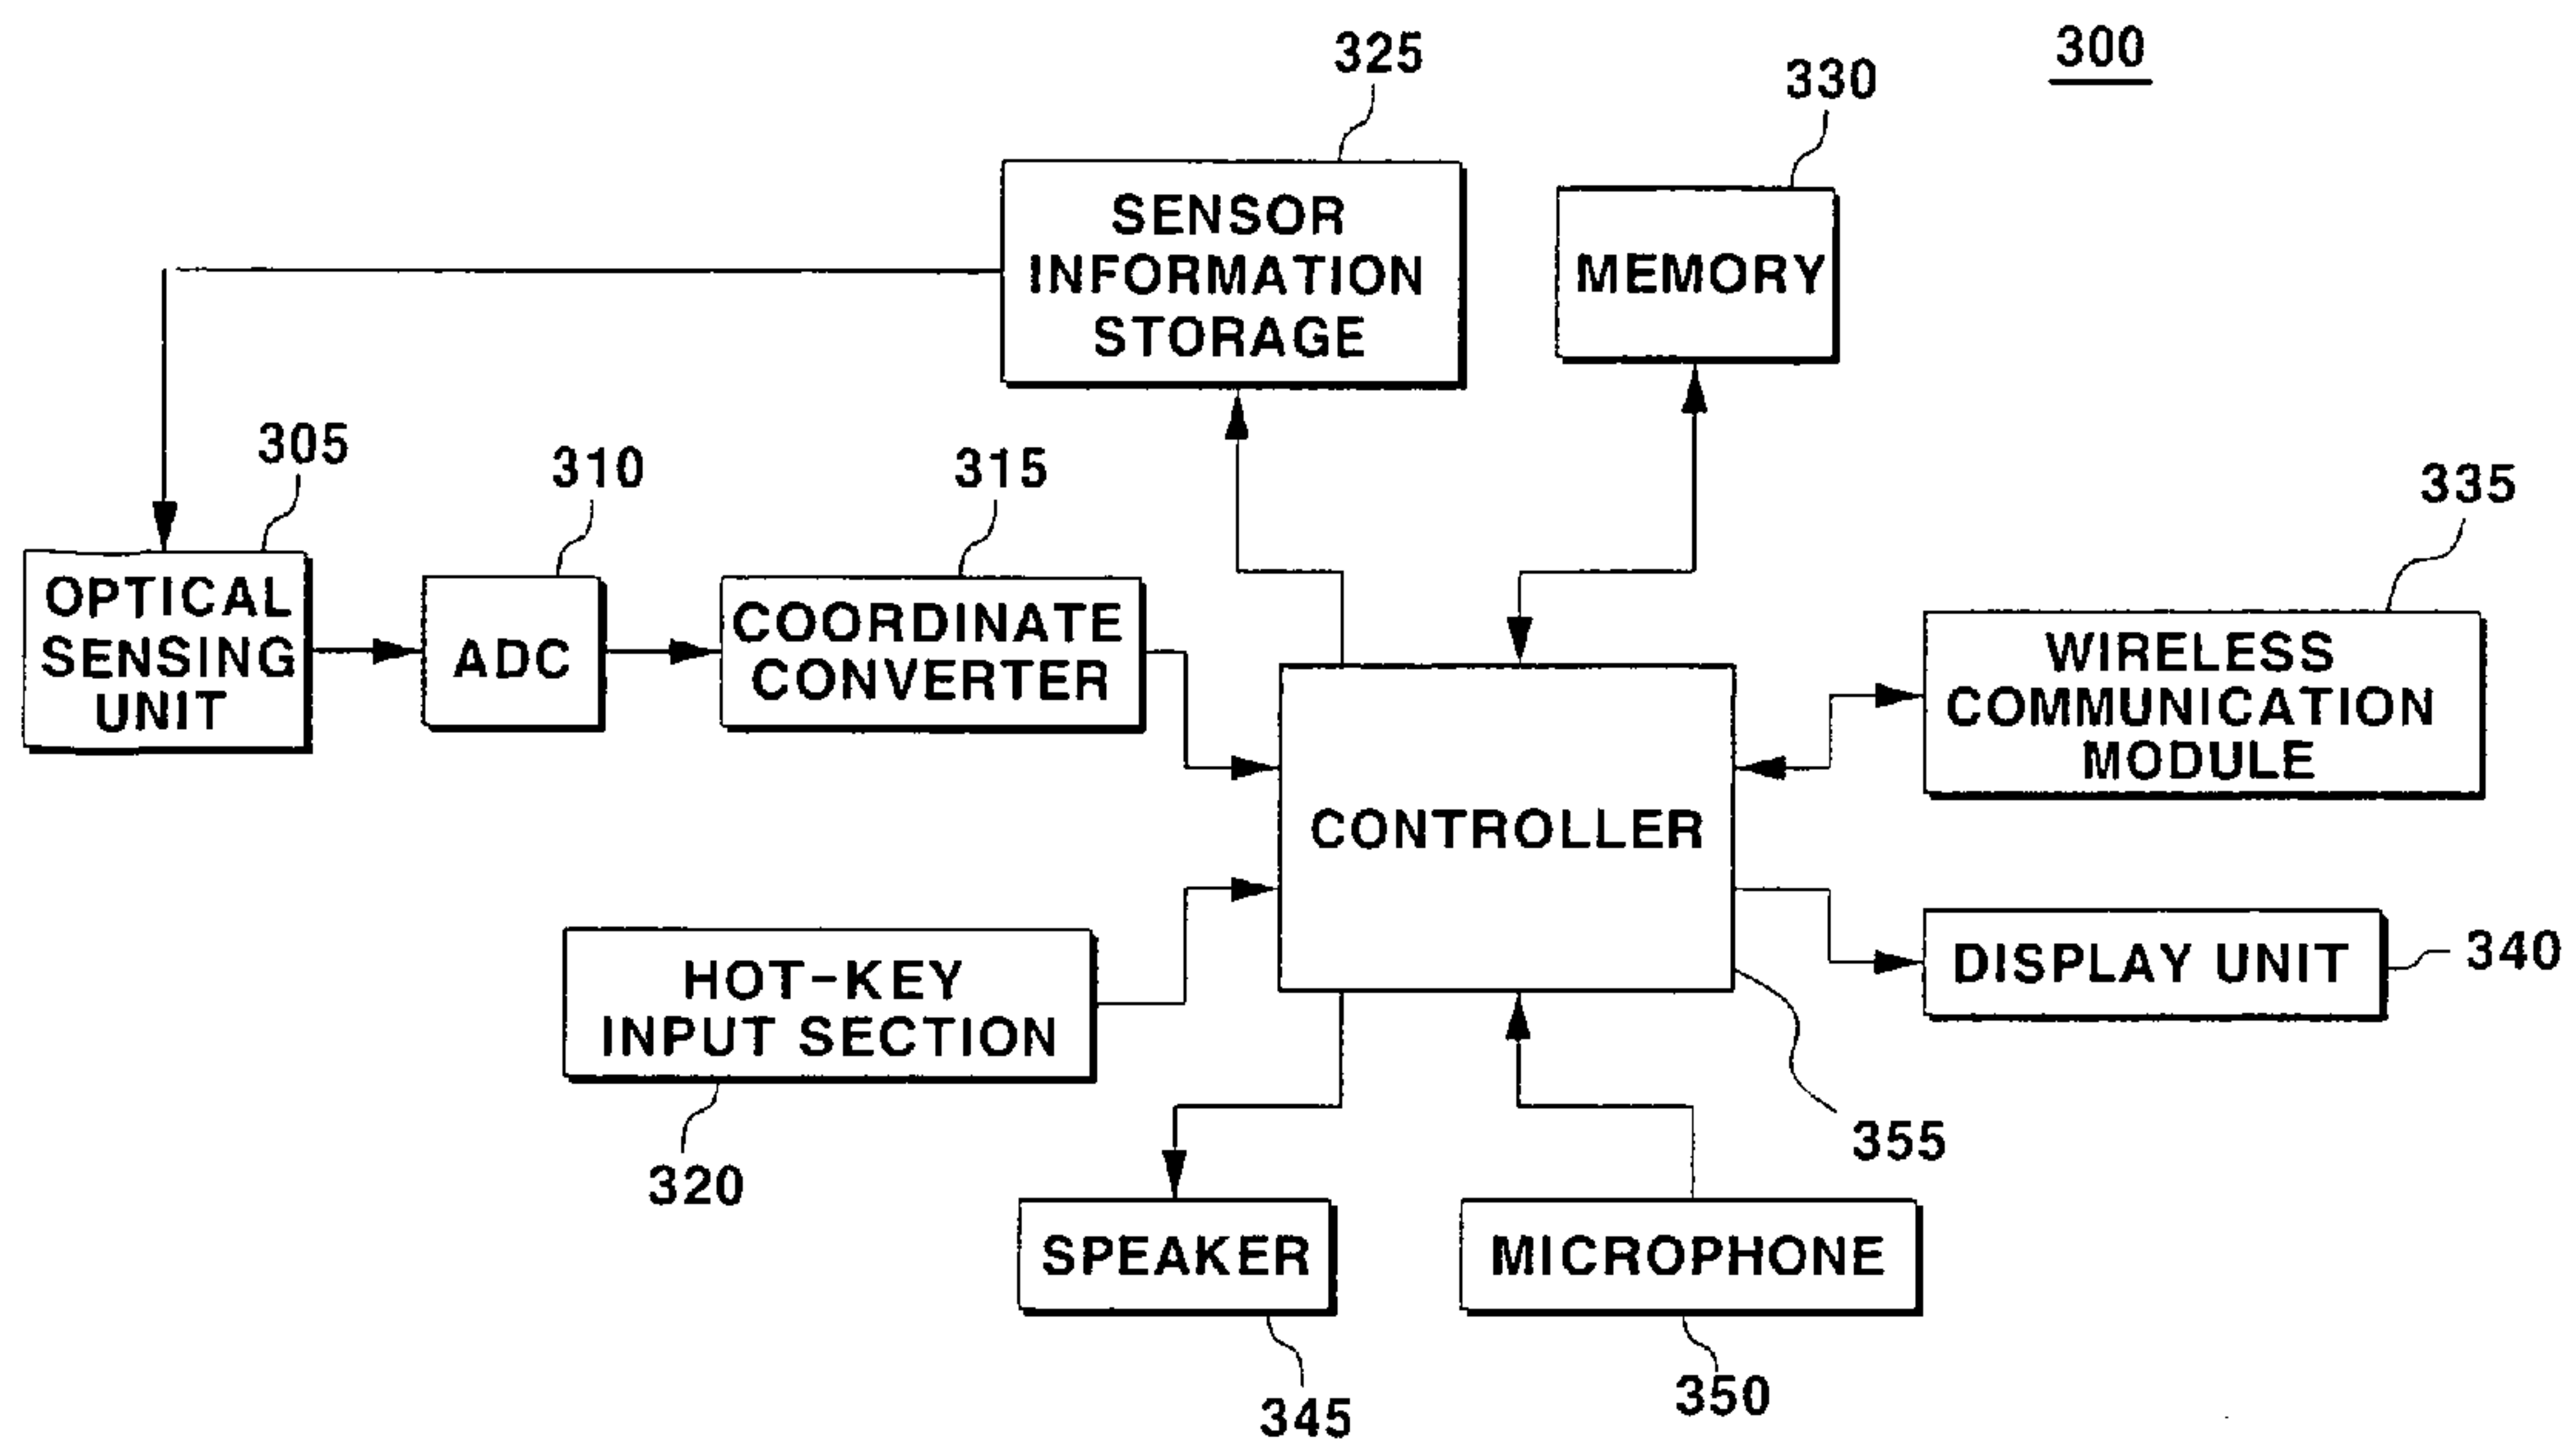 300
325
330
SENSOR
INFORMATION
STORAGE
MEMORY
305
310
315
335
OPTICAL
SENSING
UNIT
ADC
COORDINATE
CONVERTER
WIRELESS
COMMUNICATION
MODULE
CONTROLLER
HOT-KEY
INPUT SECTION
DISPLAY UNIT
340
320
355
SPEAKER
MICROPHONE
345
350